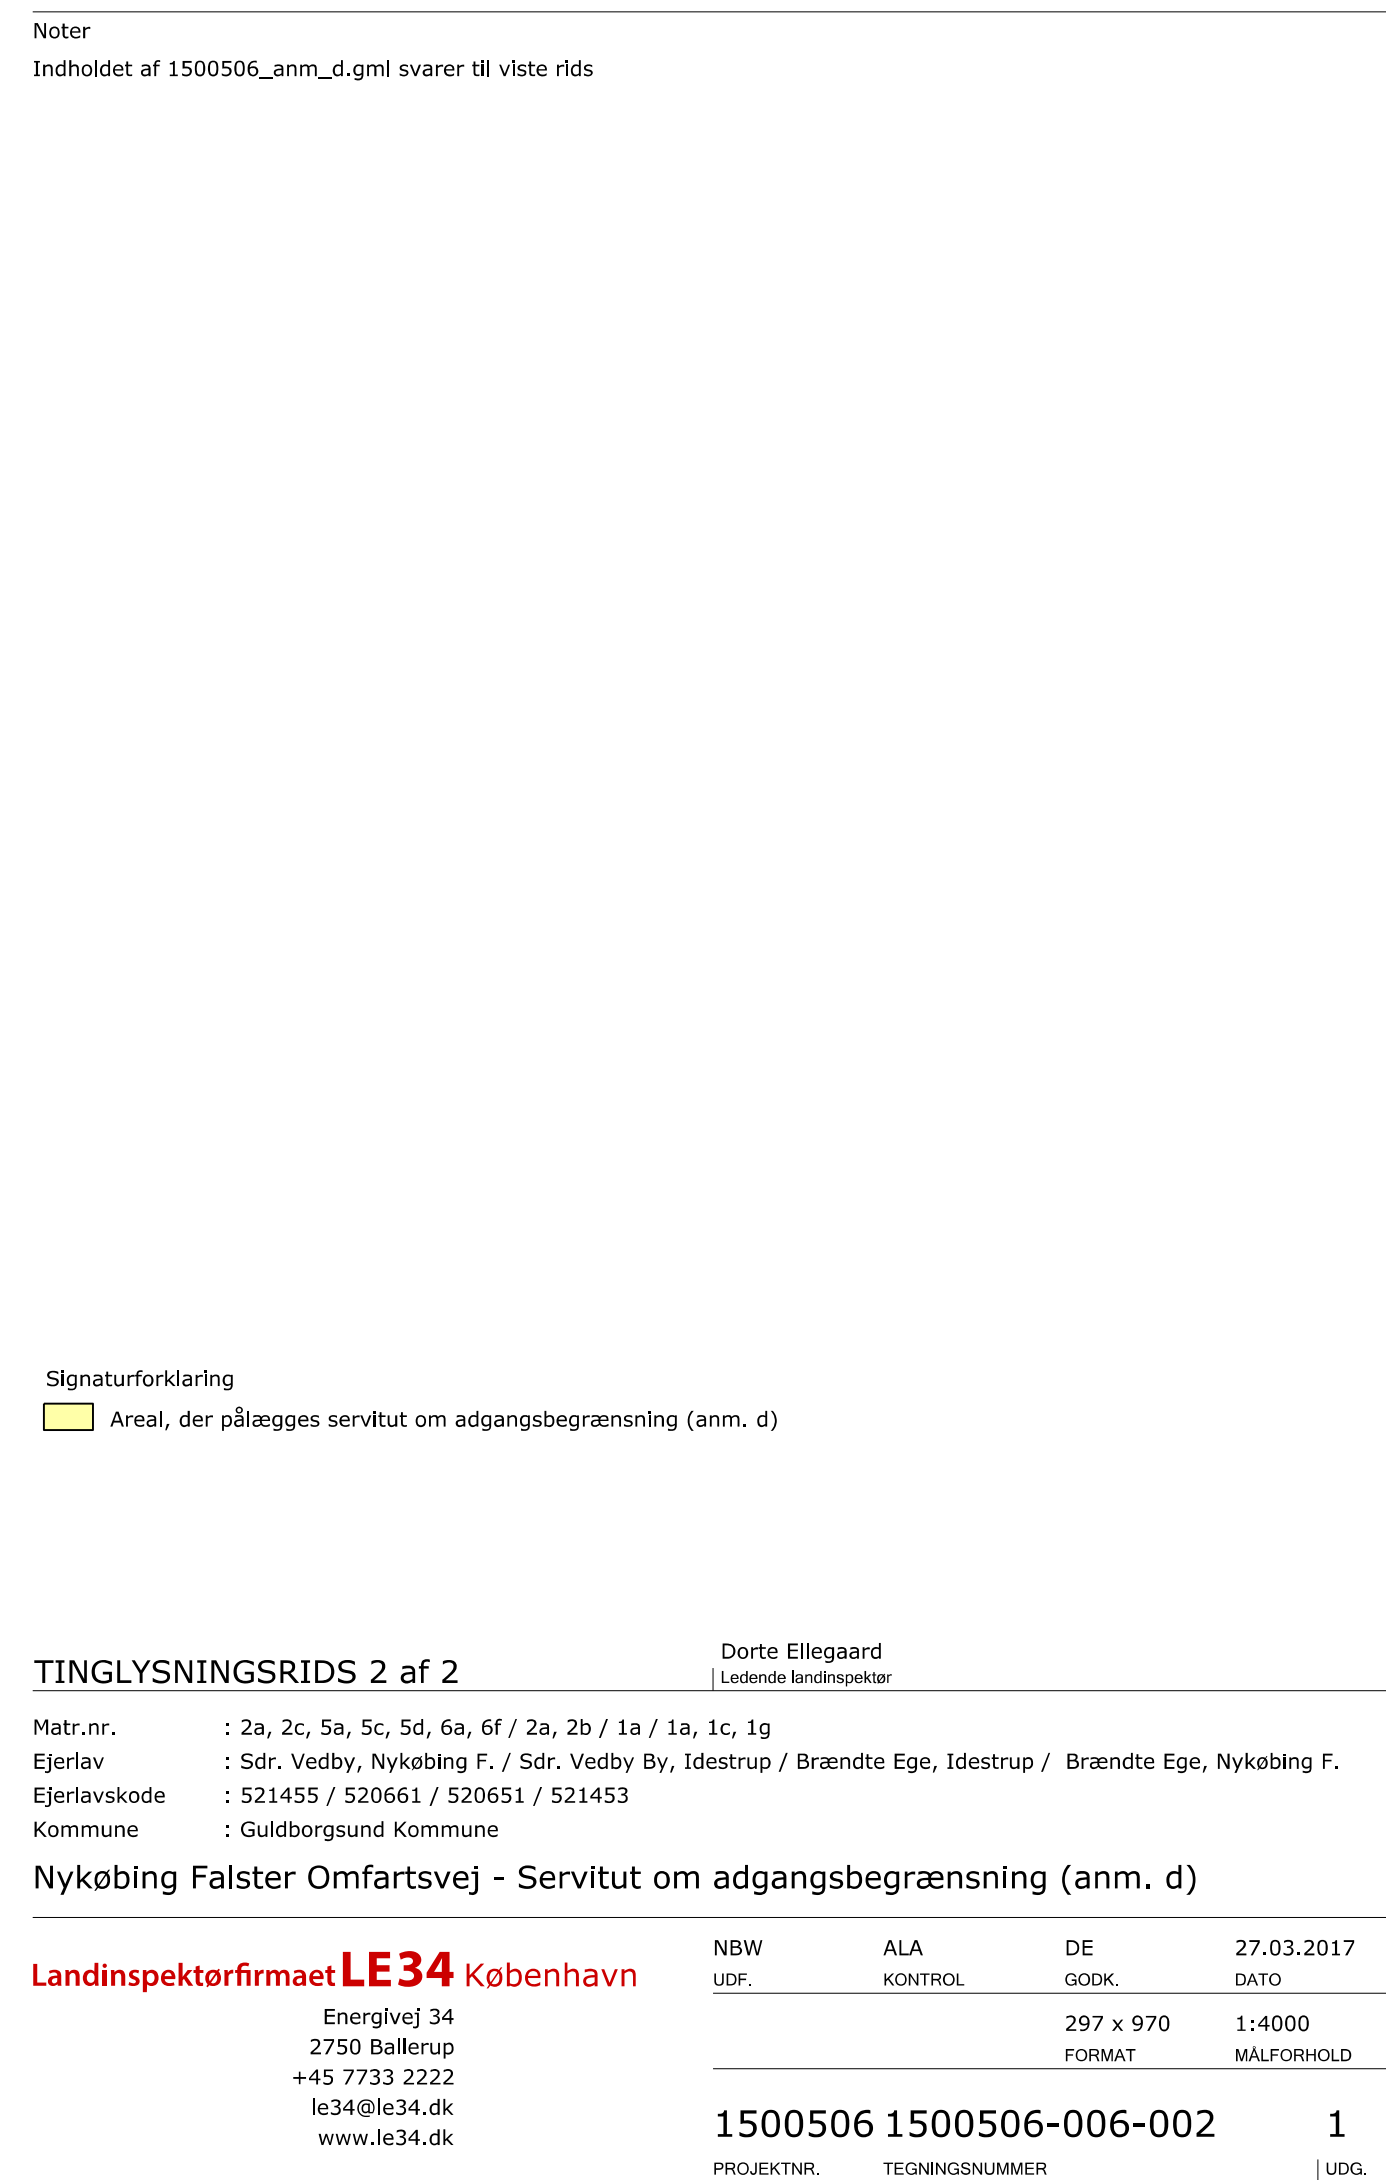 Noter
Indholdet af 1500506_anm_d.gml svarer til viste rids
Signaturforklaring
Areal, der pålægges servitut om adgangsbegrænsning (anm. d)
TINGLYSNINGSRIDS 2 af 2
Dorte Ellegaard
Ledende landinspektør
Matr.nr. : 2a, 2c, 5a, 5c, 5d, 6a, 6f / 2a, 2b / 1a / 1a, 1c, 1g
Ejerlav : Sdr. Vedby, Nykøbing F. / Sdr. Vedby By, Idestrup / Brændte Ege, Idestrup / Brændte Ege, Nykøbing F.
Ejerlavskode : 521455 / 520661 / 520651 / 521453
Kommune : Guldborgsund Kommune
Nykøbing Falster Omfartsvej - Servitut om adgangsbegrænsning (anm. d)
Landinspektørfirmaet LE34 København
Energivej 34
2750 Ballerup
+45 7733 2222
le34@le34.dk
www.le34.dk
NBW ALA DE 27.03.2017
UDF. KONTROL GODK. DATO
297 x 970 1:4000
FORMAT MÅLFORHOLD
1500506 1500506-006-002 1
PROJEKTNR. TEGNINGSNUMMER UDG.